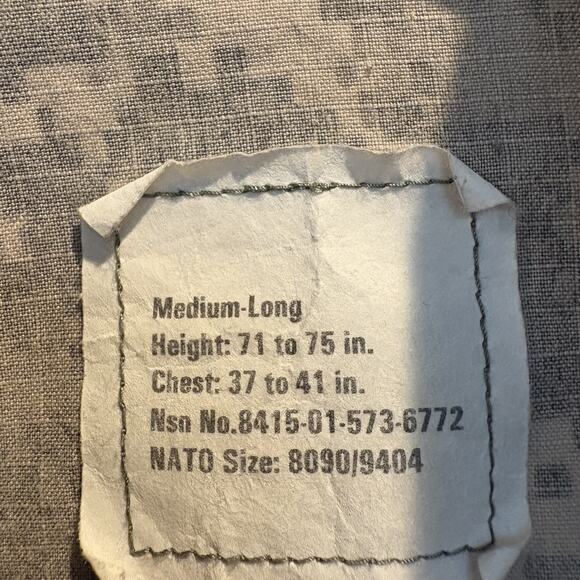 Medium-Long
Height: 71 to 75 in.
Chest: 37 to 41 in.
Nsn No.8415-01-573-6772
NATO Size: 8090/9404